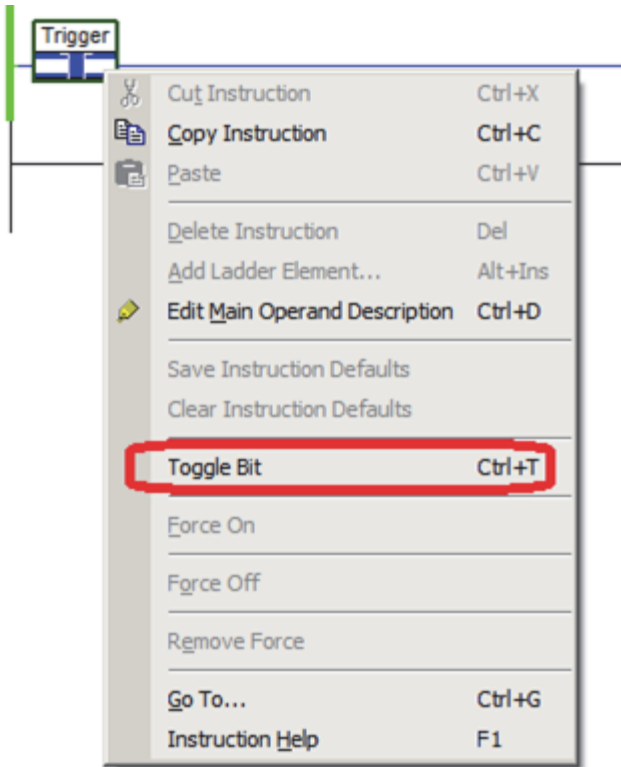 Trigger
Cut Instruction Ctrl+X
Copy Instruction Ctrl+C
Paste Ctrl+V
Delete Instruction Del
Add Ladder Element... Alt+Ins
Edit Main Operand Description Ctrl+D
Save Instruction Defaults
Clear Instruction Defaults
Toggle Bit Ctrl+T
Force On
Force Off
Remove Force
Go To... Ctrl+G
Instruction Help F1